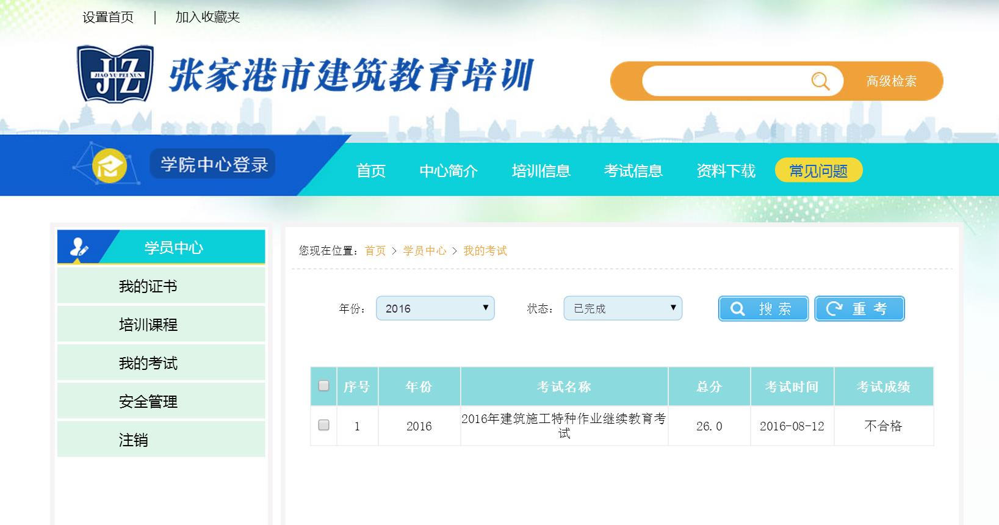 设置首页 | 加入收藏夹
JZ
JIAO YU PEI XUN
张家港市建筑教育培训
高级检索
学院中心登录
首页 中心简介 培训信息 考试信息 资料下载 常见问题
学员中心
我的证书
培训课程
我的考试
安全管理
注销
您现在位置：首页 > 学员中心 > 我的考试
年份： 2016 状态： 已完成 搜索 重考
序号 年份 考试名称 总分 考试时间 考试成绩
1 2016 2016年建筑施工特种作业继续教育考 26.0 2016-08-12 不合格
试